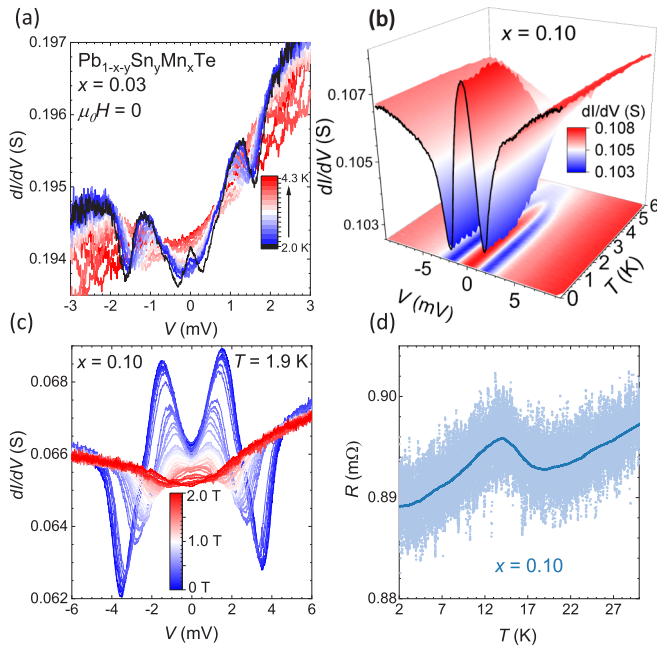 (a)
Pb1-x-ySnyMnxTe
x = 0.03
μ0H = 0
0.197
0.196
0.195
0.194
dI/dV (S)
4.3 K
2.0 K
-3 -2 -1 0 1 2 3
V (mV)
(b)
x = 0.10
dI/dV (S)
0.108
0.105
0.103
0.107
0.105
0.103
dI/dV (S)
-5 0 5
V (mV)
0 1 2 3 4 5 6
T (K)
(c)
x = 0.10 T = 1.9 K
0.068
0.066
0.064
0.062
dI/dV (S)
2.0 T
1.0 T
0 T
-6 -4 -2 0 2 4 6
V (mV)
(d)
0.90
0.89
0.88
R (mΩ)
x = 0.10
2 7 12 17 22 27
T (K)